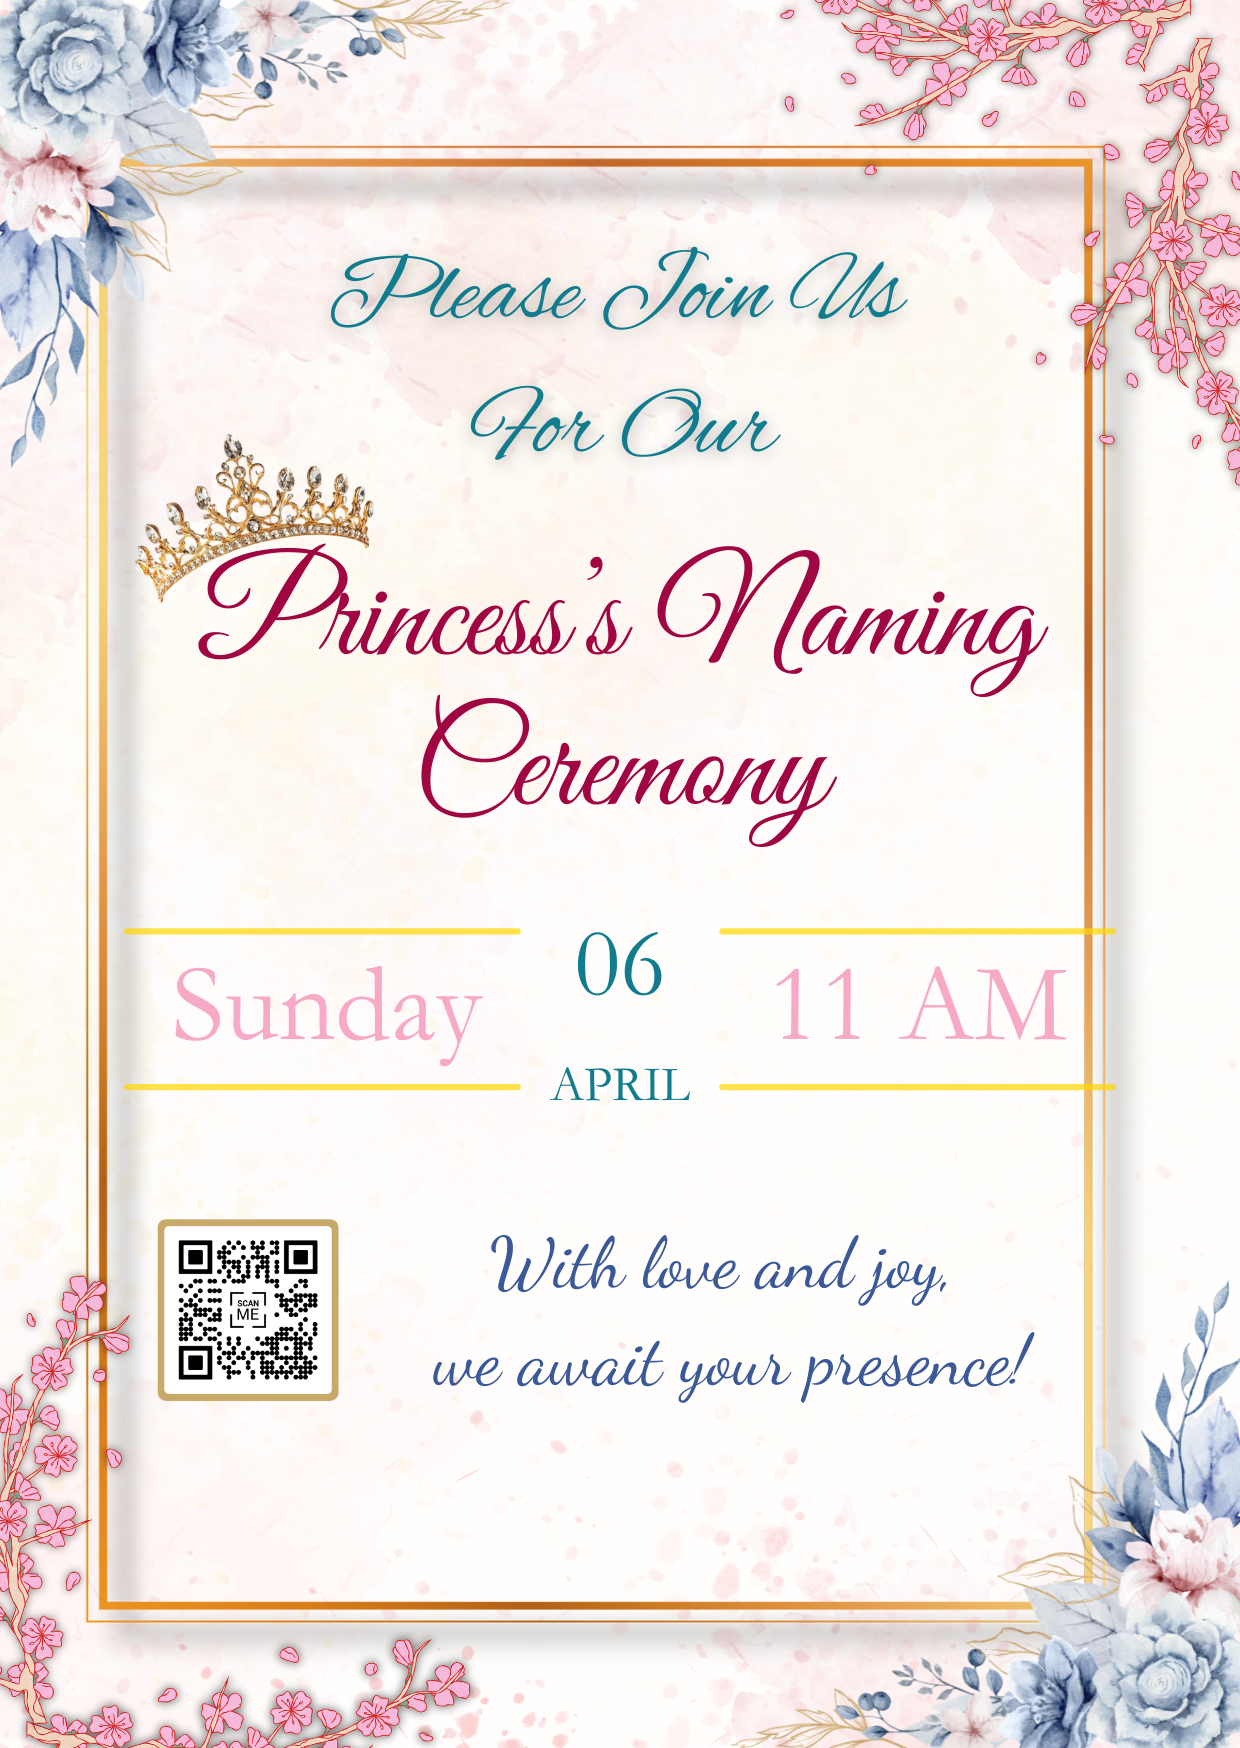 Please Join Us
For Our
Princess's Naming
Ceremony
Sunday
06
APRIL
11 AM
SCAN
ME
With love and joy,
we await your presence!